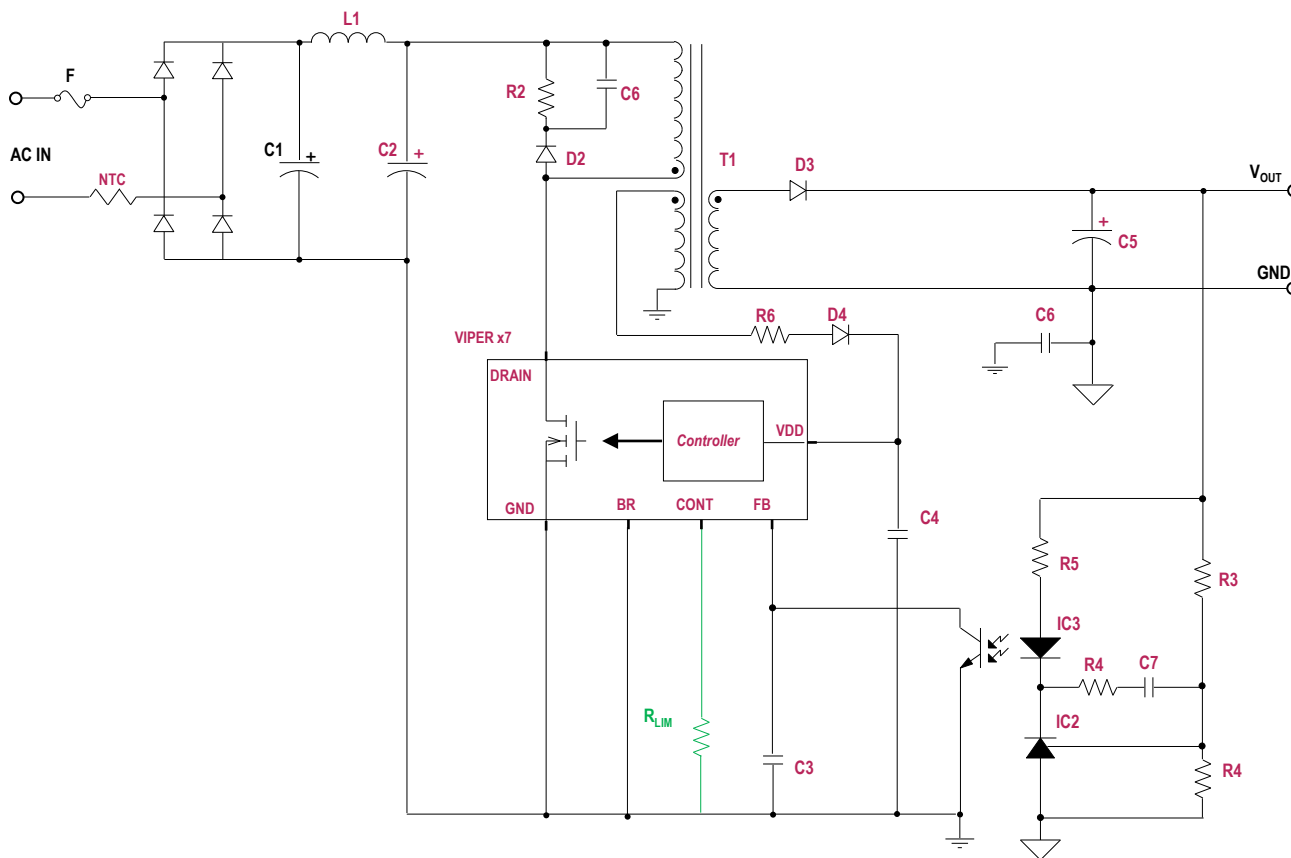 L1
F
R2
C6
AC IN
C1
+
C2
+
D2
T1
D3
NTC
VOUT
+
C5
GND
R6
D4
C6
VIPER x7
DRAIN
Controller
VDD
GND
BR
CONT
FB
C4
R5
R3
IC3
R4
C7
RLIM
IC2
C3
R4